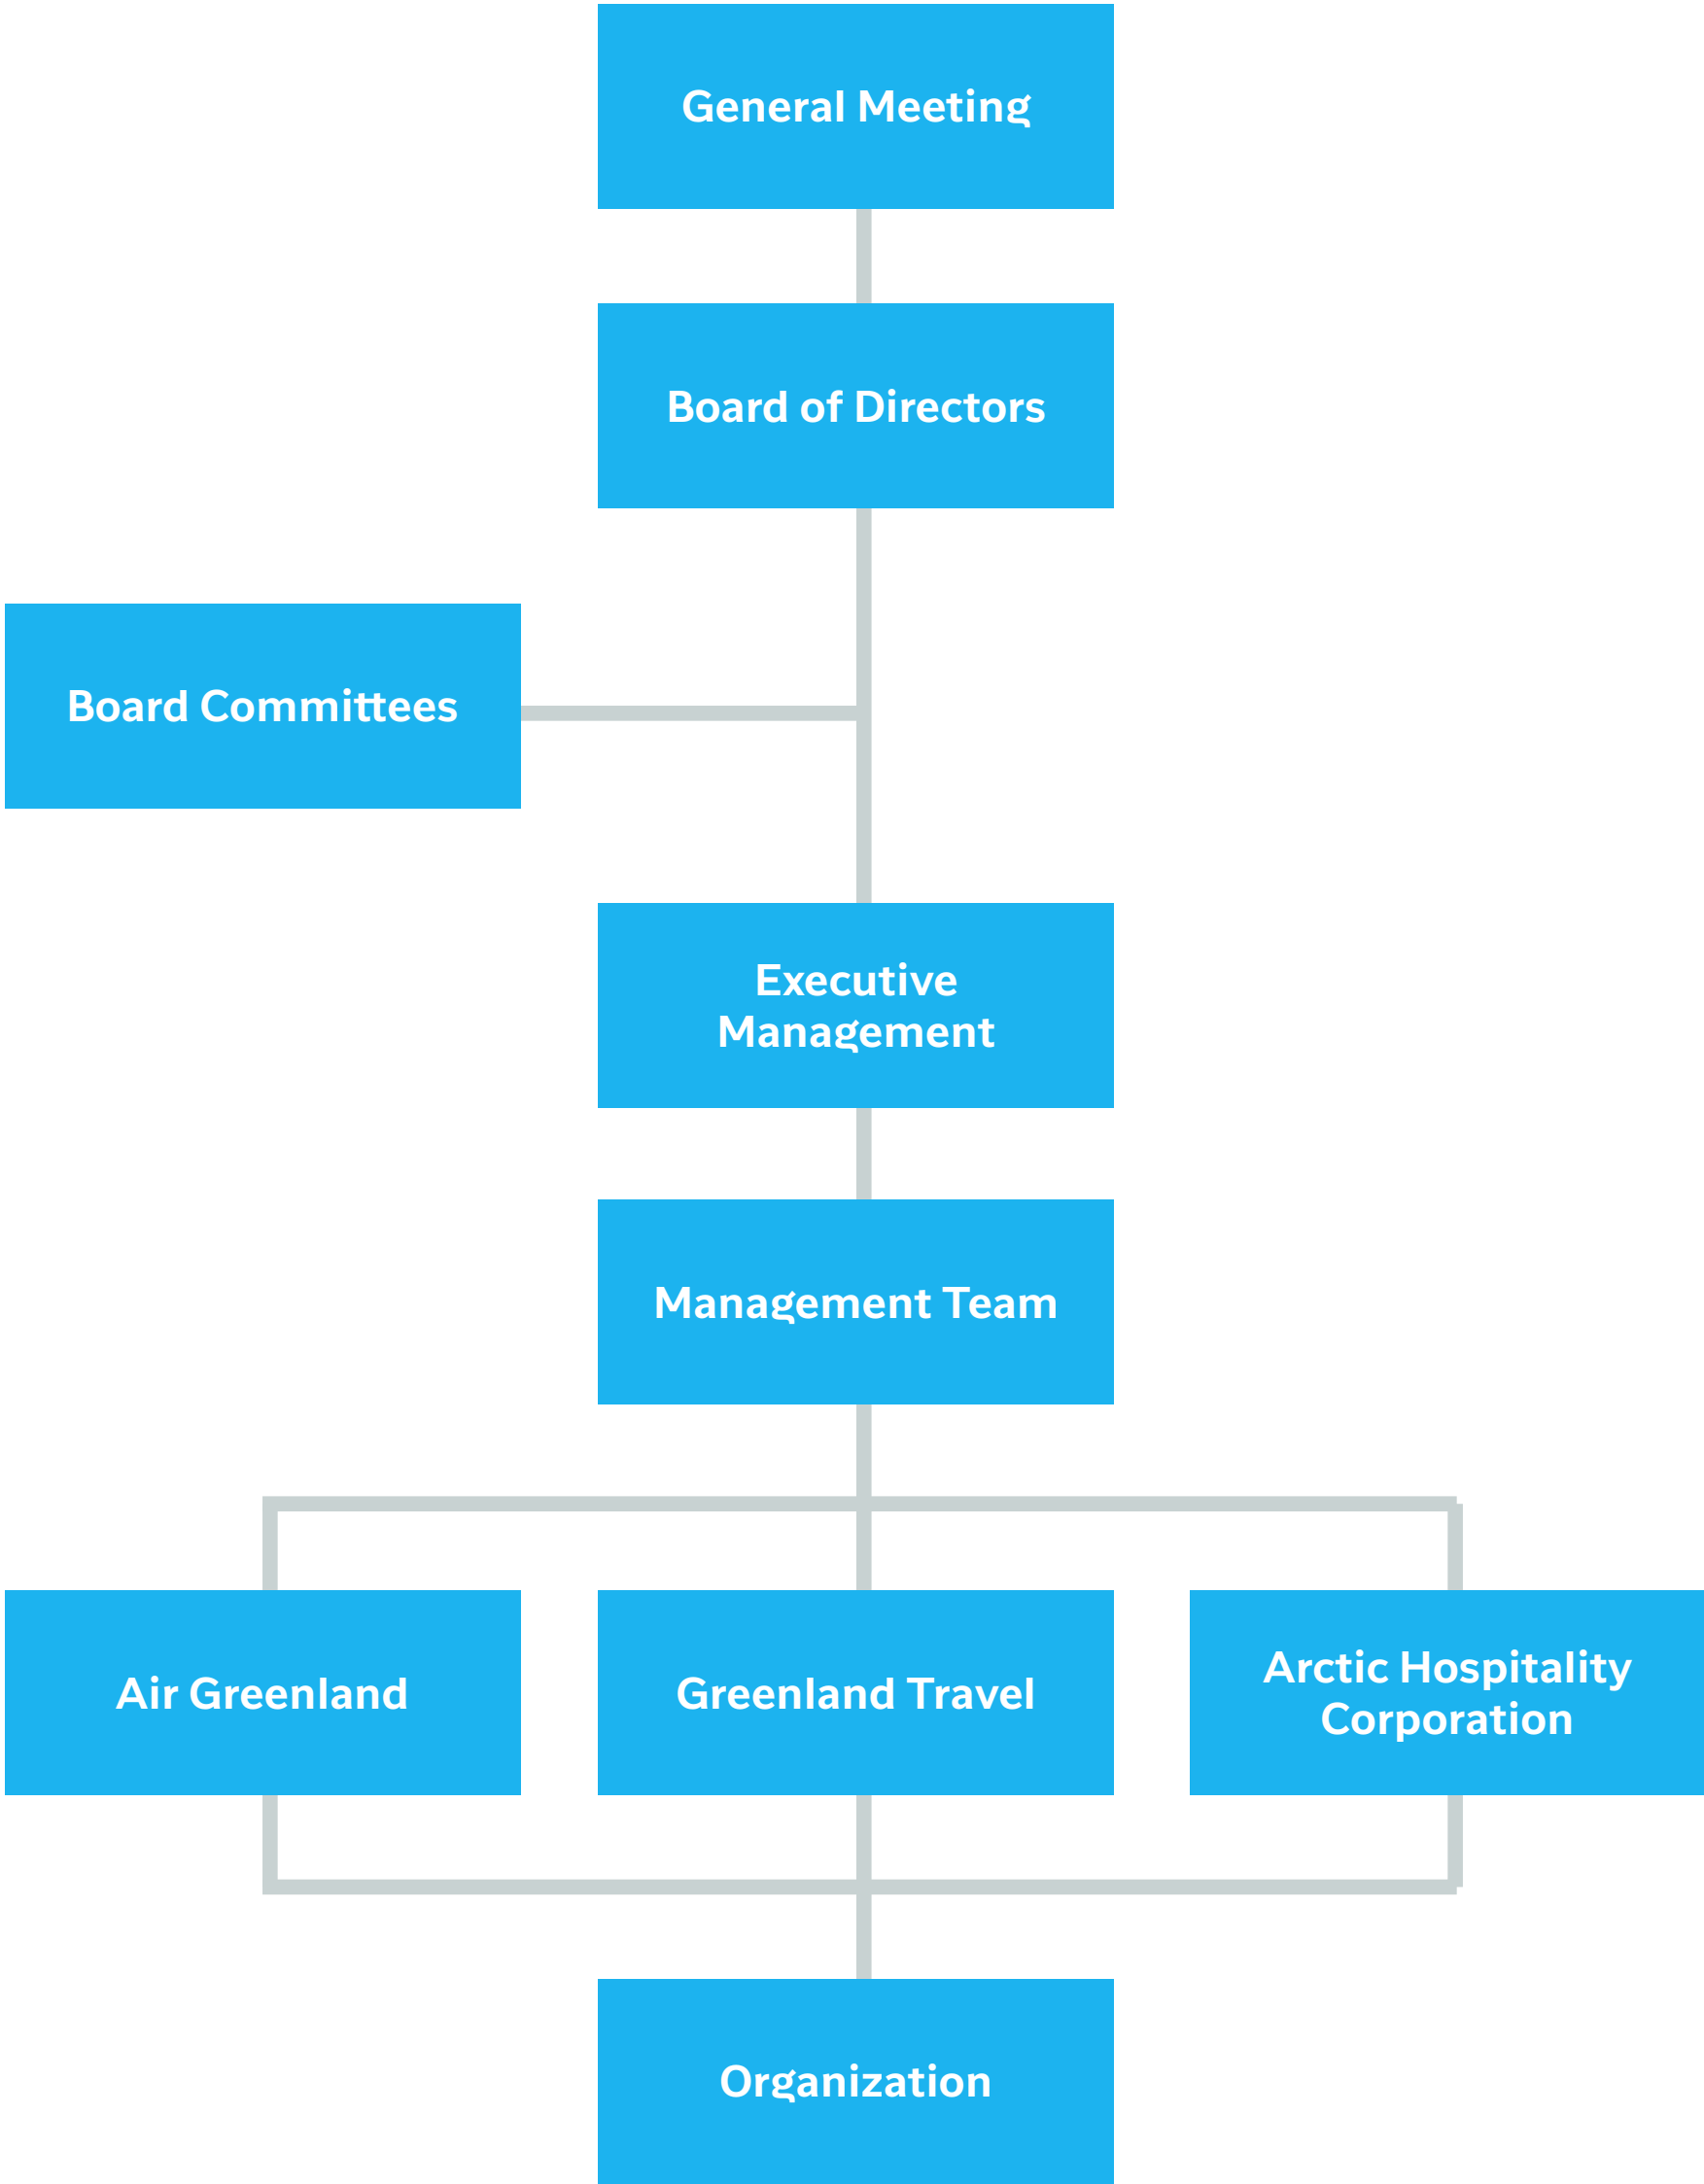 General Meeting
Board of Directors
Board Committees
Executive
Management
Management Team
Air Greenland
Greenland Travel
Arctic Hospitality
Corporation
Organization